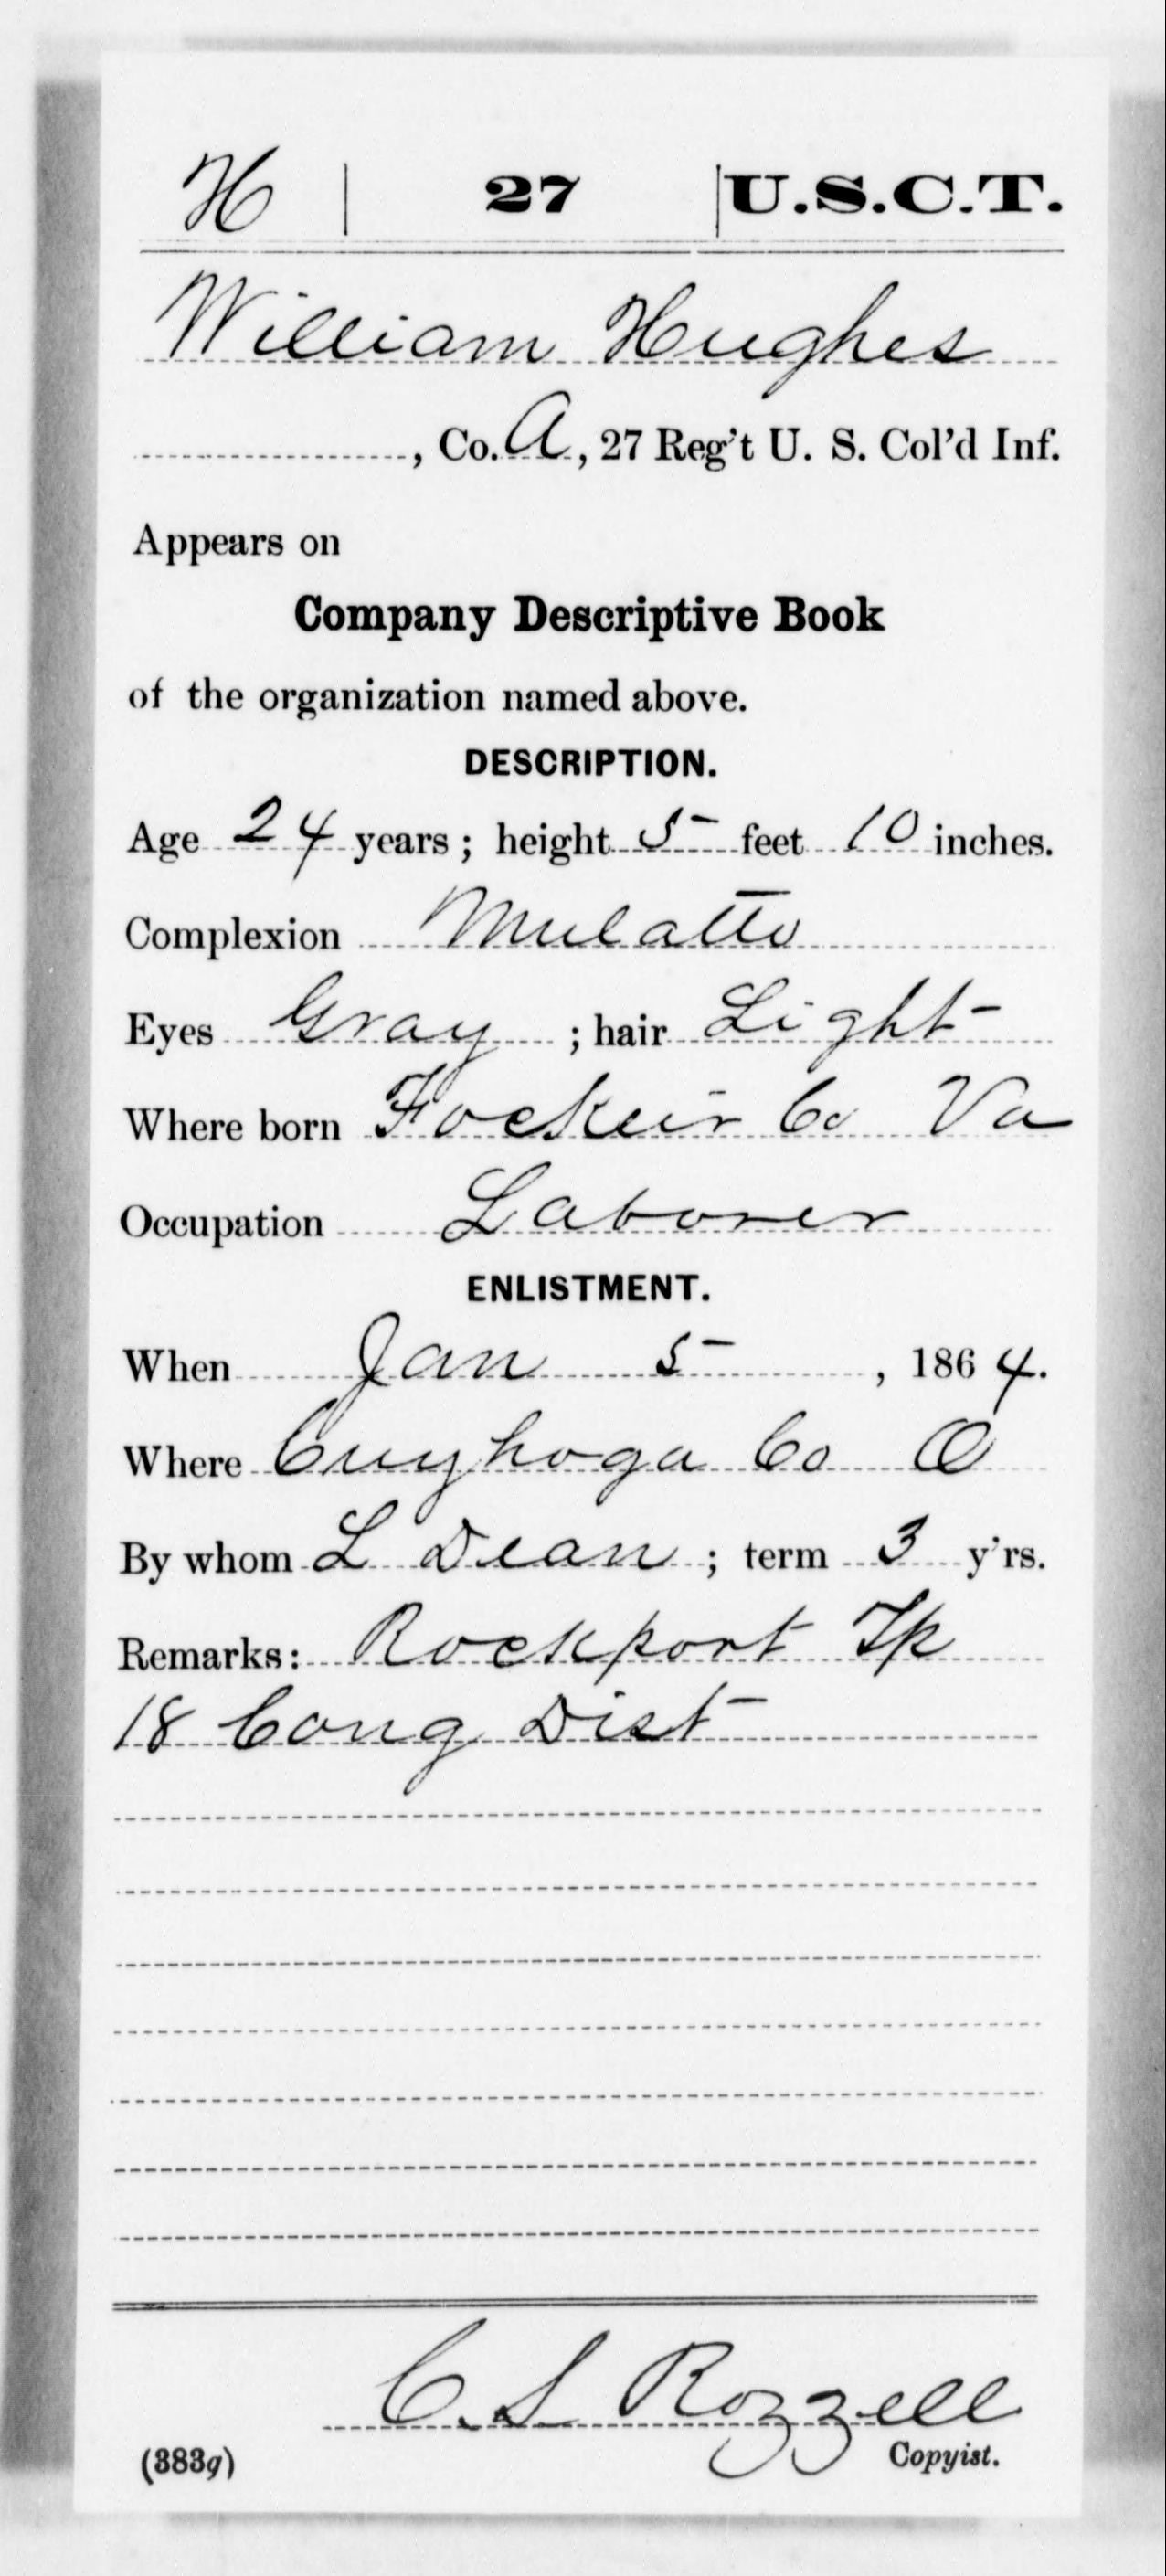 H | 27 | U.S.C.T.
William Hughes
, Co. A, 27 Reg't U. S. Col'd Inf.
Appears on
Company Descriptive Book
of the organization named above.
DESCRIPTION.
Age 24 years; height 5 feet 10 inches.
Complexion Mulatto
Eyes Gray ; hair Light
Where born Fockeir Co Va
Occupation Laborer
ENLISTMENT.
When Jan 5 , 1864.
Where Cuyhoga Co O
By whom L Dean ; term 3 y'rs.
Remarks: Rockport Tp
18 Cong Dist
C. S Rozzell
(383g) Copyist.